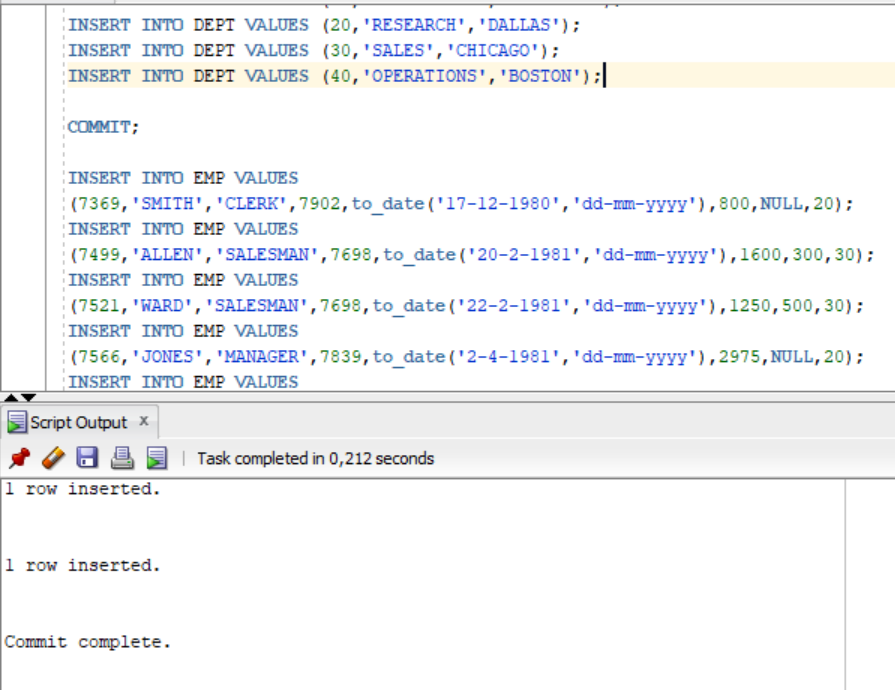 INSERT INTO DEPT VALUES (20,'RESEARCH','DALLAS');
INSERT INTO DEPT VALUES (30,'SALES','CHICAGO');
INSERT INTO DEPT VALUES (40,'OPERATIONS','BOSTON');
COMMIT;
INSERT INTO EMP VALUES
(7369,'SMITH','CLERK',7902,to_date('17-12-1980','dd-mm-yyyy'),800,NULL,20);
INSERT INTO EMP VALUES
(7499,'ALLEN','SALESMAN',7698,to_date('20-2-1981','dd-mm-yyyy'),1600,300,30);
INSERT INTO EMP VALUES
(7521,'WARD','SALESMAN',7698,to_date('22-2-1981','dd-mm-yyyy'),1250,500,30);
INSERT INTO EMP VALUES
(7566,'JONES','MANAGER',7839,to_date('2-4-1981','dd-mm-yyyy'),2975,NULL,20);
INSERT INTO EMP VALUES
Script Output x
Task completed in 0,212 seconds
1 row inserted.
1 row inserted.
Commit complete.